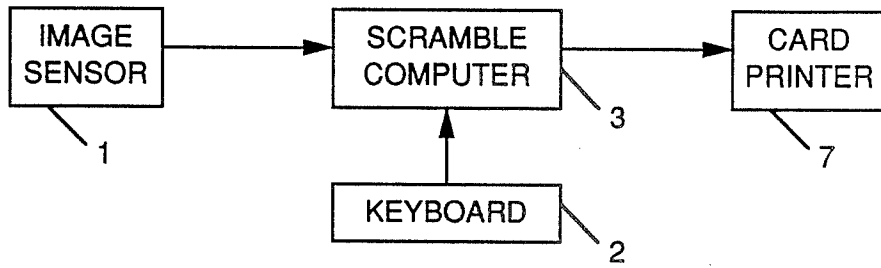 IMAGE
SENSOR
1
SCRAMBLE
COMPUTER
3
CARD
PRINTER
7
KEYBOARD
2